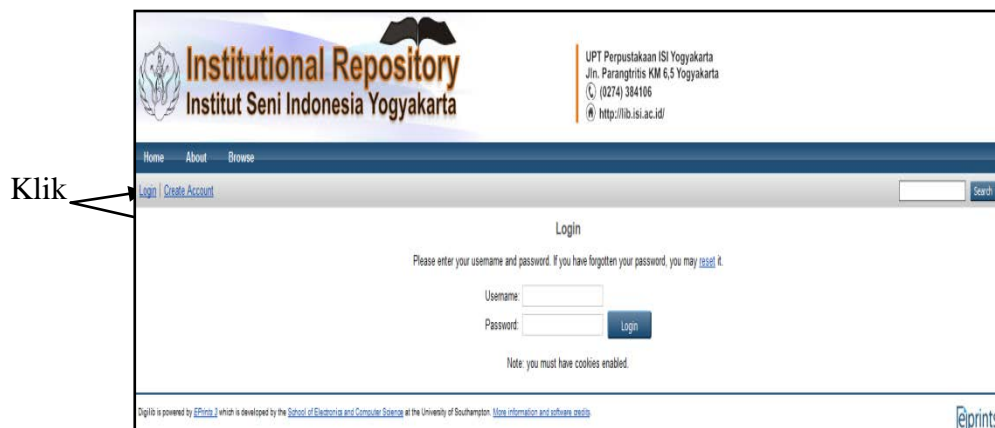 Institutional Repository
Institut Seni Indonesia Yogyakarta
UPT Perpustakaan ISI Yogyakarta
Jln. Parangtritis KM 6,5 Yogyakarta
(0274) 384106
http://lib.isi.ac.id/
Home About Browse
Klik
Login | Create Account Search
Login
Please enter your username and password. If you have forgotten your password, you may reset it.
Username:
Password: Login
Note: you must have cookies enabled.
Digilib is powered by EPrints 3 which is developed by the School of Electronics and Computer Science at the University of Southampton. More information and software credits.
eprints